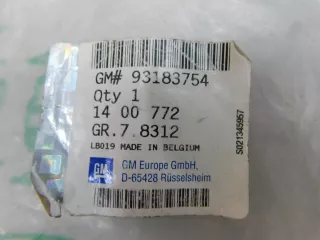 GM# 93183754
Qty 1
14 00 772
GR.7.8312
LB019 MADE IN BELGIUM
GM
GM Europe GmbH,
D-65428 Rüsselsheim
S021345957